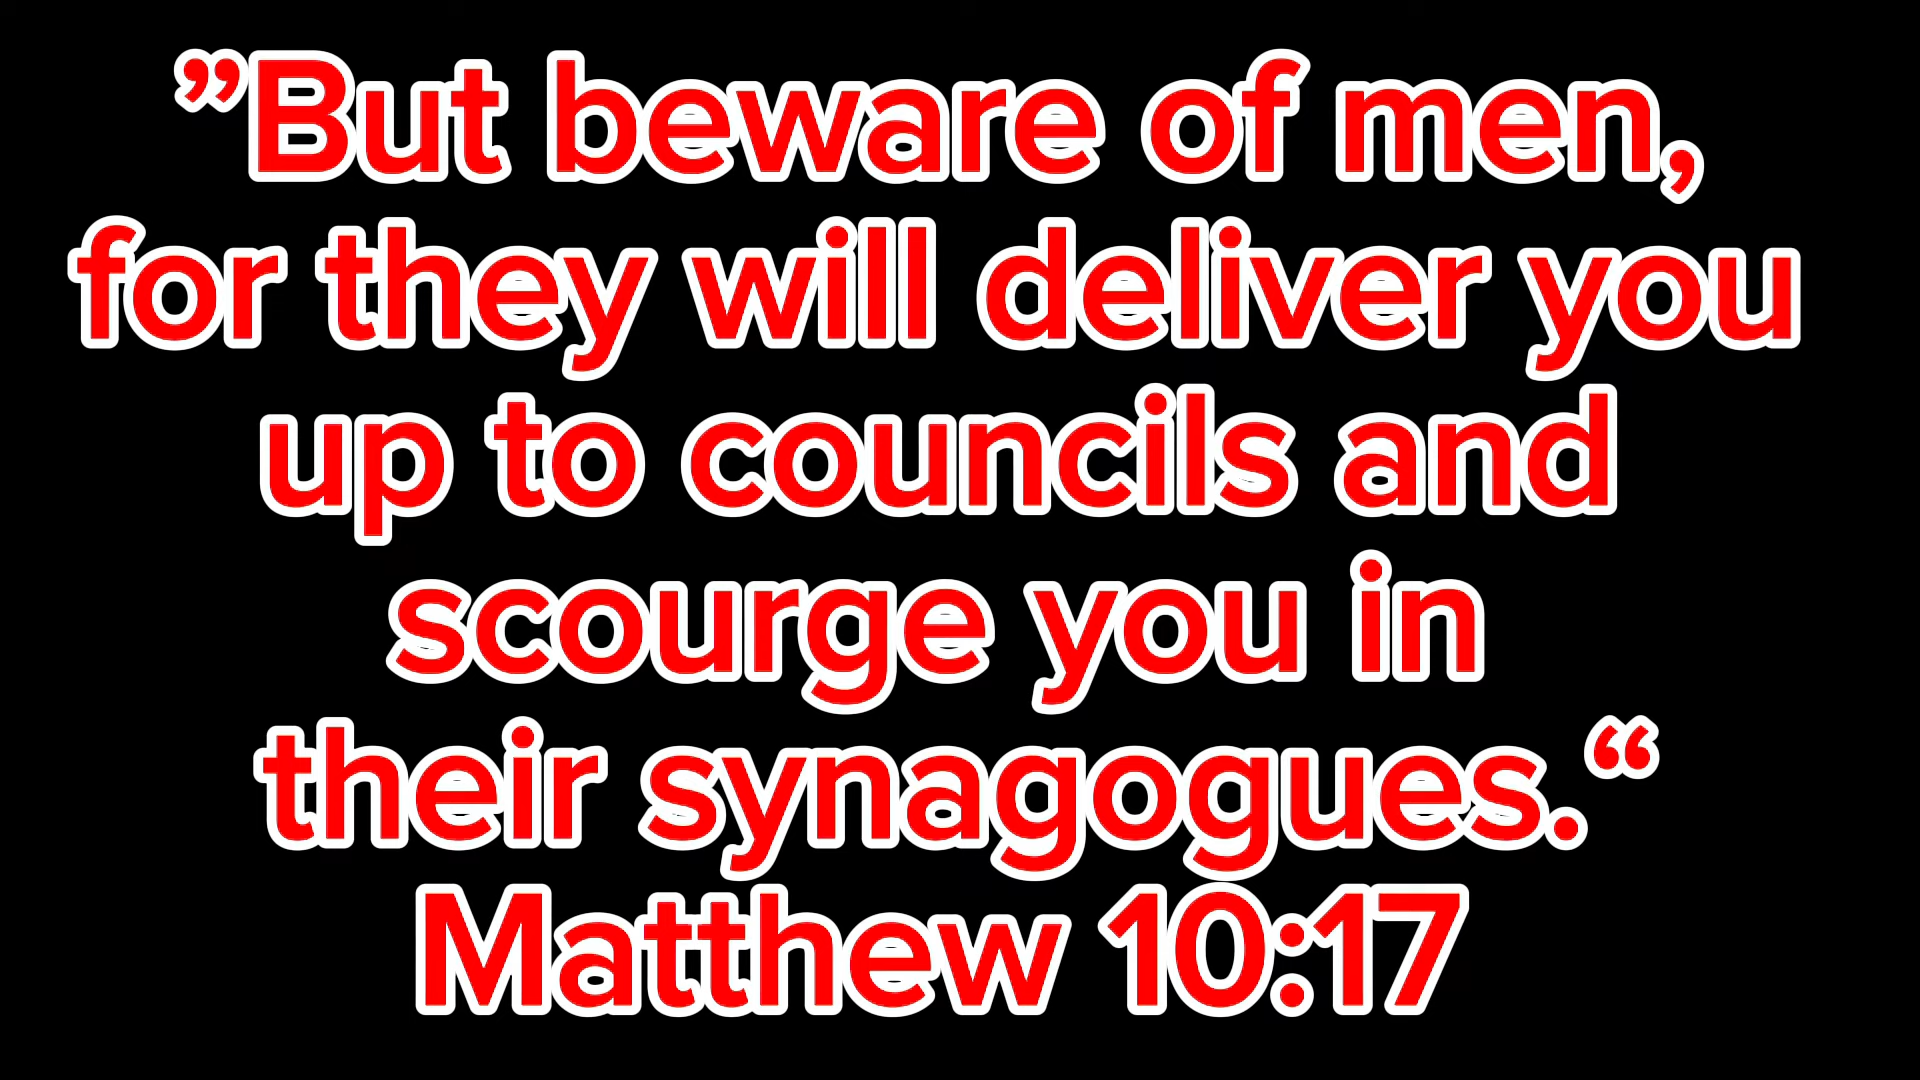 ”But beware of men,
for they will deliver you
up to councils and
scourge you in
their synagogues.“
Matthew 10:17